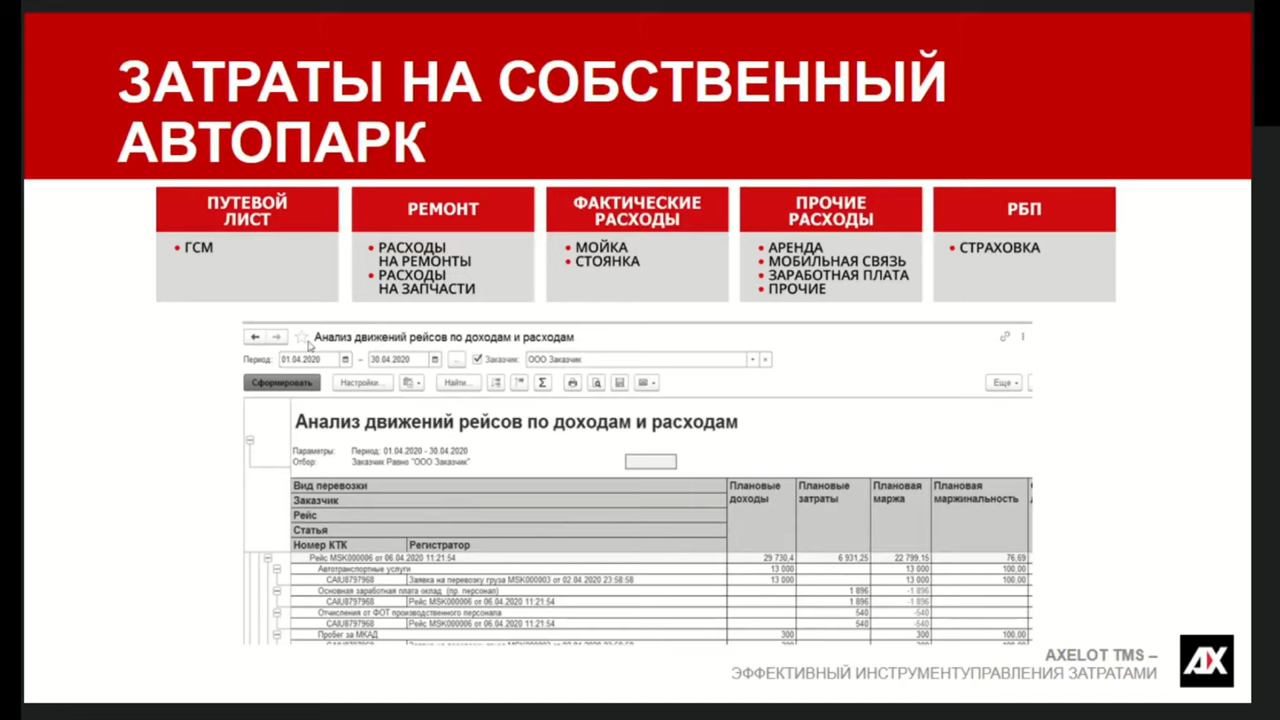 ЗАТРАТЫ НА СОБСТВЕННЫЙ
АВТОПАРК
ПУТЕВОЙ
ЛИСТ
• ГСМ
РЕМОНТ
• РАСХОДЫ
НА РЕМОНТЫ
• РАСХОДЫ
НА ЗАПЧАСТИ
ФАКТИЧЕСКИЕ
РАСХОДЫ
• МОЙКА
• СТОЯНКА
ПРОЧИЕ
РАСХОДЫ
• АРЕНДА
• МОБИЛЬНАЯ СВЯЗЬ
• ЗАРАБОТНАЯ ПЛАТА
• ПРОЧИЕ
РБП
• СТРАХОВКА
Анализ движений рейсов по доходам и расходам
Период: 01.04.2020 – 30.04.2020 ... Заказчик: ООО Заказчик
Сформировать Настройки... Найти... Еще
Анализ движений рейсов по доходам и расходам
Параметры: Период: 01.04.2020 - 30.04.2020
Отбор: Заказчик Равно "ООО Заказчик"
Вид перевозки Плановые доходы Плановые затраты Плановая маржа Плановая маржинальность
Заказчик
Рейс
Статья
Номер КТК Регистратор
Рейс MSK000006 от 06.04.2020 11:21:54 29 730,4 6 931,25 22 799,15 76,69
Автотранспортные услуги 13 000 13 000 100,00
CAIU8797968 Заявка на перевозку груза MSK000003 от 02.04.2020 23:58:58 13 000 13 000 100,00
Основная заработная плата оклад (пр. персонал) 1 896 -1 896
CAIU8797968 Рейс MSK000006 от 06.04.2020 11:21:54 1 896 -1 896
Отчисления от ФОТ производственного персонала 540 -540
CAIU8797968 Рейс MSK000006 от 06.04.2020 11:21:54 540 -540
Пробег за МКАД 300 300 100,00
AXELOT TMS –
ЭФФЕКТИВНЫЙ ИНСТРУМЕНТУПРАВЛЕНИЯ ЗАТРАТАМИ
AX